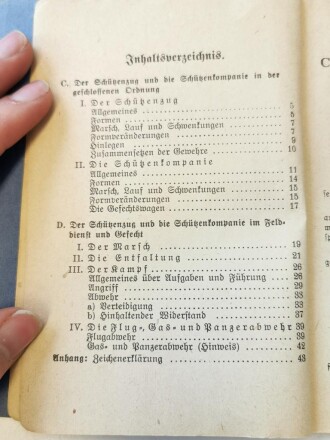 Inhaltsverzeichnis.
C. Der Schützenzug und die Schützenkompanie in der
geschlossenen Ordnung
I. Der Schützenzug
Allgemeines 5
Formen 5
Marsch, Lauf und Schwenkungen 7
Formveränderungen 7
Hinlegen 9
Zusammensetzen der Gewehre 10
II. Die Schützenkompanie
Allgemeines 11
Formen 14
Marsch, Lauf und Schwenkungen 15
Formveränderungen 15
Die Gefechtswagen 17
D. Der Schützenzug und die Schützenkompanie im Feld-
dienst und Gefecht
I. Der Marsch 19
II. Die Entfaltung 21
III. Der Kampf 26
Allgemeines über Aufgaben und Führung 26
Angriff 29
Abwehr 33
a) Verteidigung 33
b) Hinhaltender Widerstand 37
IV. Die Flug-, Gas- und Panzerabwehr 39
Flugabwehr 39
Gas- und Panzerabwehr (Hinweis) 42
Anhang: Zeichenerklärung 43